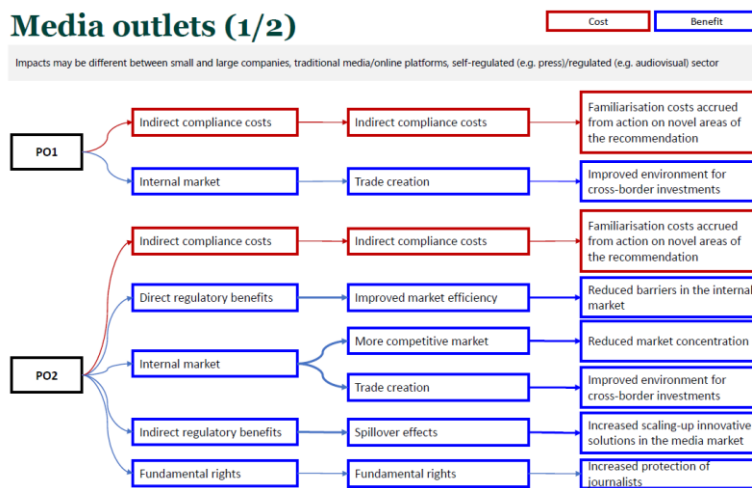 Media outlets (1/2)
Cost
Benefit
Impacts may be different between small and large companies, traditional media/online platforms, self-regulated (e.g. press)/regulated (e.g. audiovisual) sector
PO1
Indirect compliance costs
Indirect compliance costs
Familiarisation costs accrued
from action on novel areas of
the recommendation
Internal market
Trade creation
Improved environment for
cross-border investments
PO2
Indirect compliance costs
Indirect compliance costs
Familiarisation costs accrued
from action on novel areas of
the recommendation
Direct regulatory benefits
Improved market efficiency
Reduced barriers in the internal
market
Internal market
More competitive market
Reduced market concentration
Trade creation
Improved environment for
cross-border investments
Indirect regulatory benefits
Spillover effects
Increased scaling-up innovative
solutions in the media market
Fundamental rights
Fundamental rights
Increased protection of
journalists